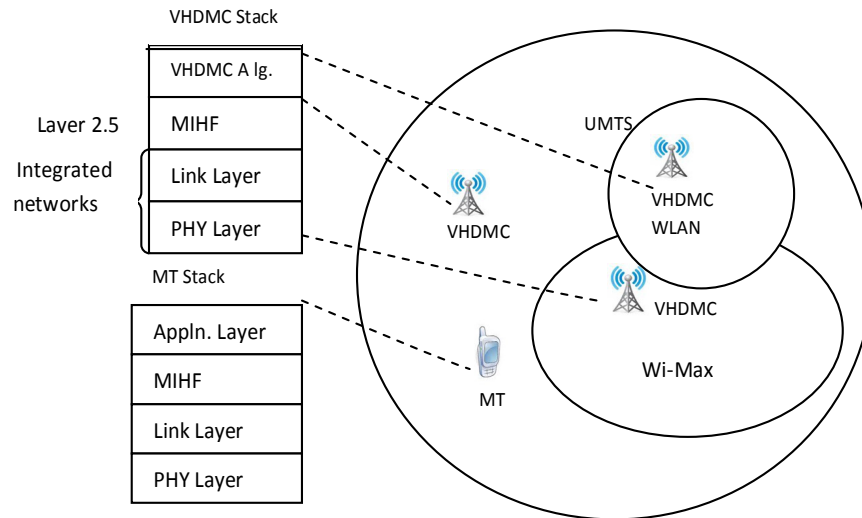 VHDMC Stack
VHDMC A lg.
Laver 2.5
MIHF
Integrated
networks
Link Layer
PHY Layer
MT Stack
Appln. Layer
MIHF
Link Layer
PHY Layer
UMTS
VHDMC
WLAN
VHDMC
VHDMC
Wi-Max
MT